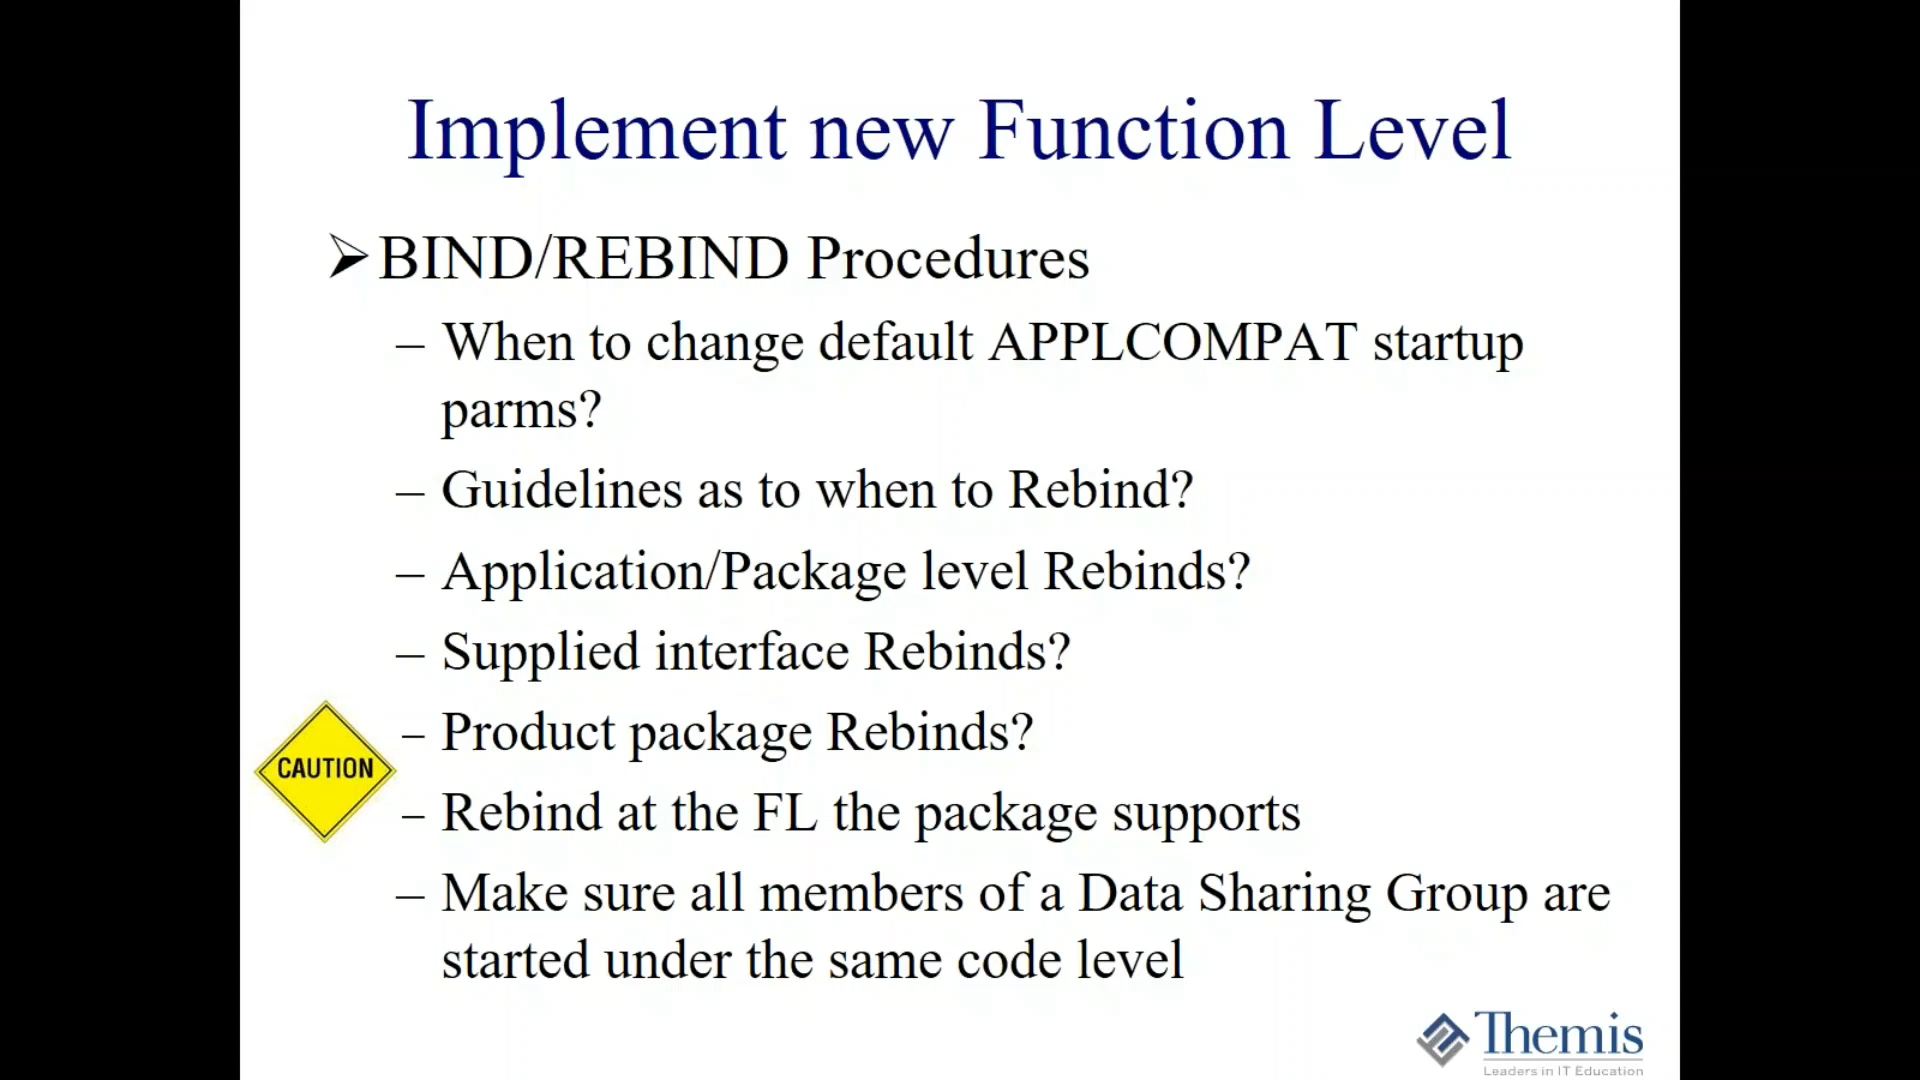 Implement new Function Level
➢BIND/REBIND Procedures
– When to change default APPLCOMPAT startup
parms?
– Guidelines as to when to Rebind?
– Application/Package level Rebinds?
– Supplied interface Rebinds?
– Product package Rebinds?
CAUTION
– Rebind at the FL the package supports
– Make sure all members of a Data Sharing Group are
started under the same code level
Themis
Leaders in IT Education